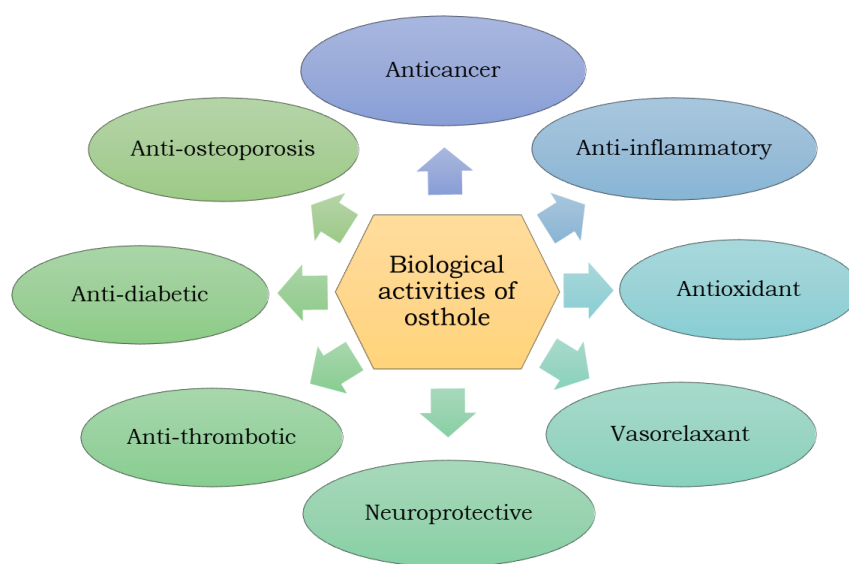 Anticancer
Anti-osteoporosis
Anti-inflammatory
Biological
activities of
osthole
Anti-diabetic
Antioxidant
Anti-thrombotic
Vasorelaxant
Neuroprotective